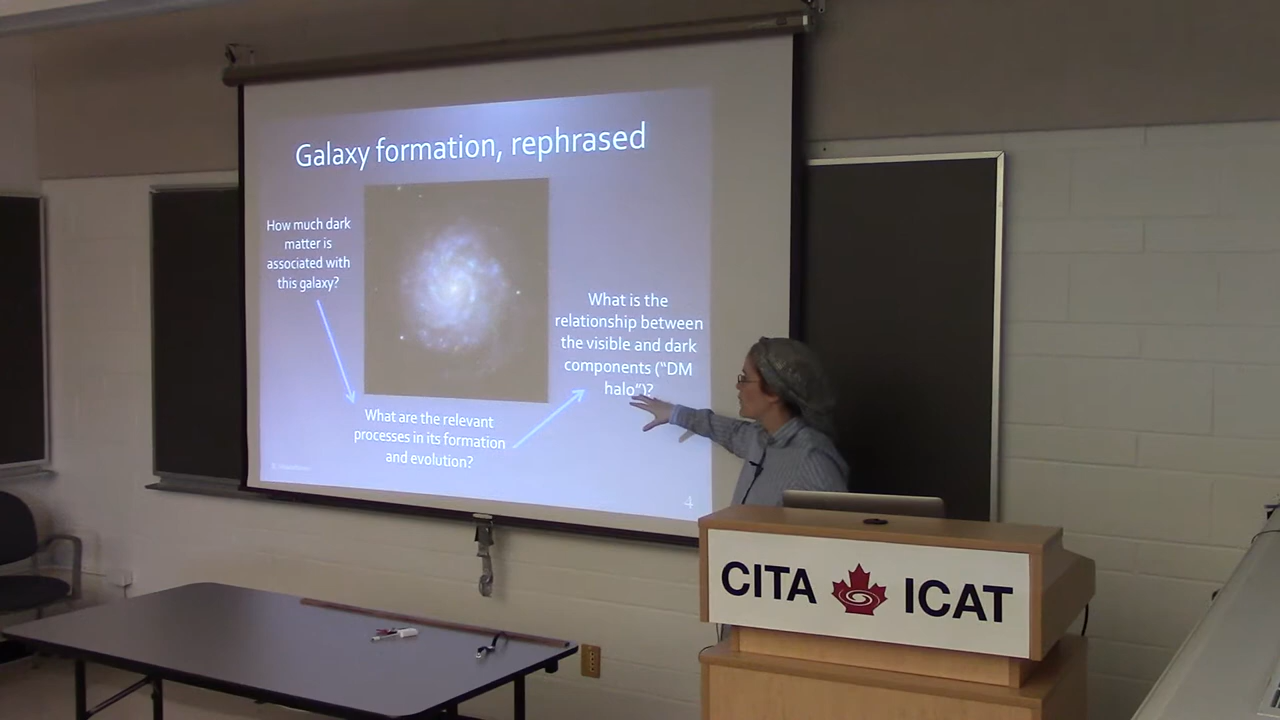 Galaxy formation, rephrased
How much dark
matter is
associated with
this galaxy?
What is the
relationship between
the visible and dark
components ("DM
halo")?
What are the relevant
processes in its formation
and evolution?
4
CITA ICAT